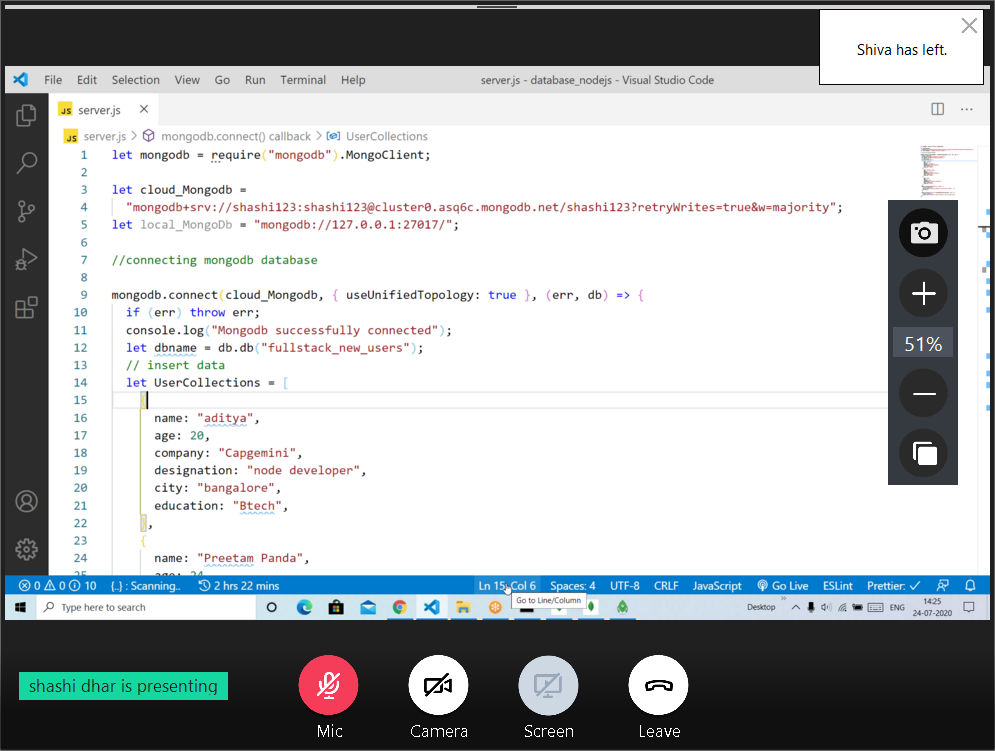 Shiva has left.
File Edit Selection View Go Run Terminal Help server.js - database_nodejs - Visual Studio Code
JS server.js
JS server.js > mongodb.connect() callback > UserCollections
1 let mongodb = require("mongodb").MongoClient;
2
3 let cloud_Mongodb =
4 "mongodb+srv://shashi123:shashi123@cluster0.asq6c.mongodb.net/shashi123?retryWrites=true&w=majority";
5 let local_MongoDb = "mongodb://127.0.0.1:27017/";
6
7 //connecting mongodb database
8
9 mongodb.connect(cloud_Mongodb, { useUnifiedTopology: true }, (err, db) => {
10 if (err) throw err;
11 console.log("Mongodb successfully connected");
12 let dbname = db.db("fullstack_new_users");
13 // insert data
14 let UserCollections = [
15 {
16 name: "aditya",
17 age: 20,
18 company: "Capgemini",
19 designation: "node developer",
20 city: "bangalore",
21 education: "Btech",
22 },
23 {
24 name: "Preetam Panda",
25 age: 24
51%
0 0 10 {..} : Scanning.. 2 hrs 22 mins Ln 15, Col 6 Spaces: 4 UTF-8 CRLF JavaScript Go Live ESLint Prettier: ✓
Go to Line/Column
Type here to search Desktop ENG 14:25
24-07-2020
shashi dhar is presenting
Mic Camera Screen Leave